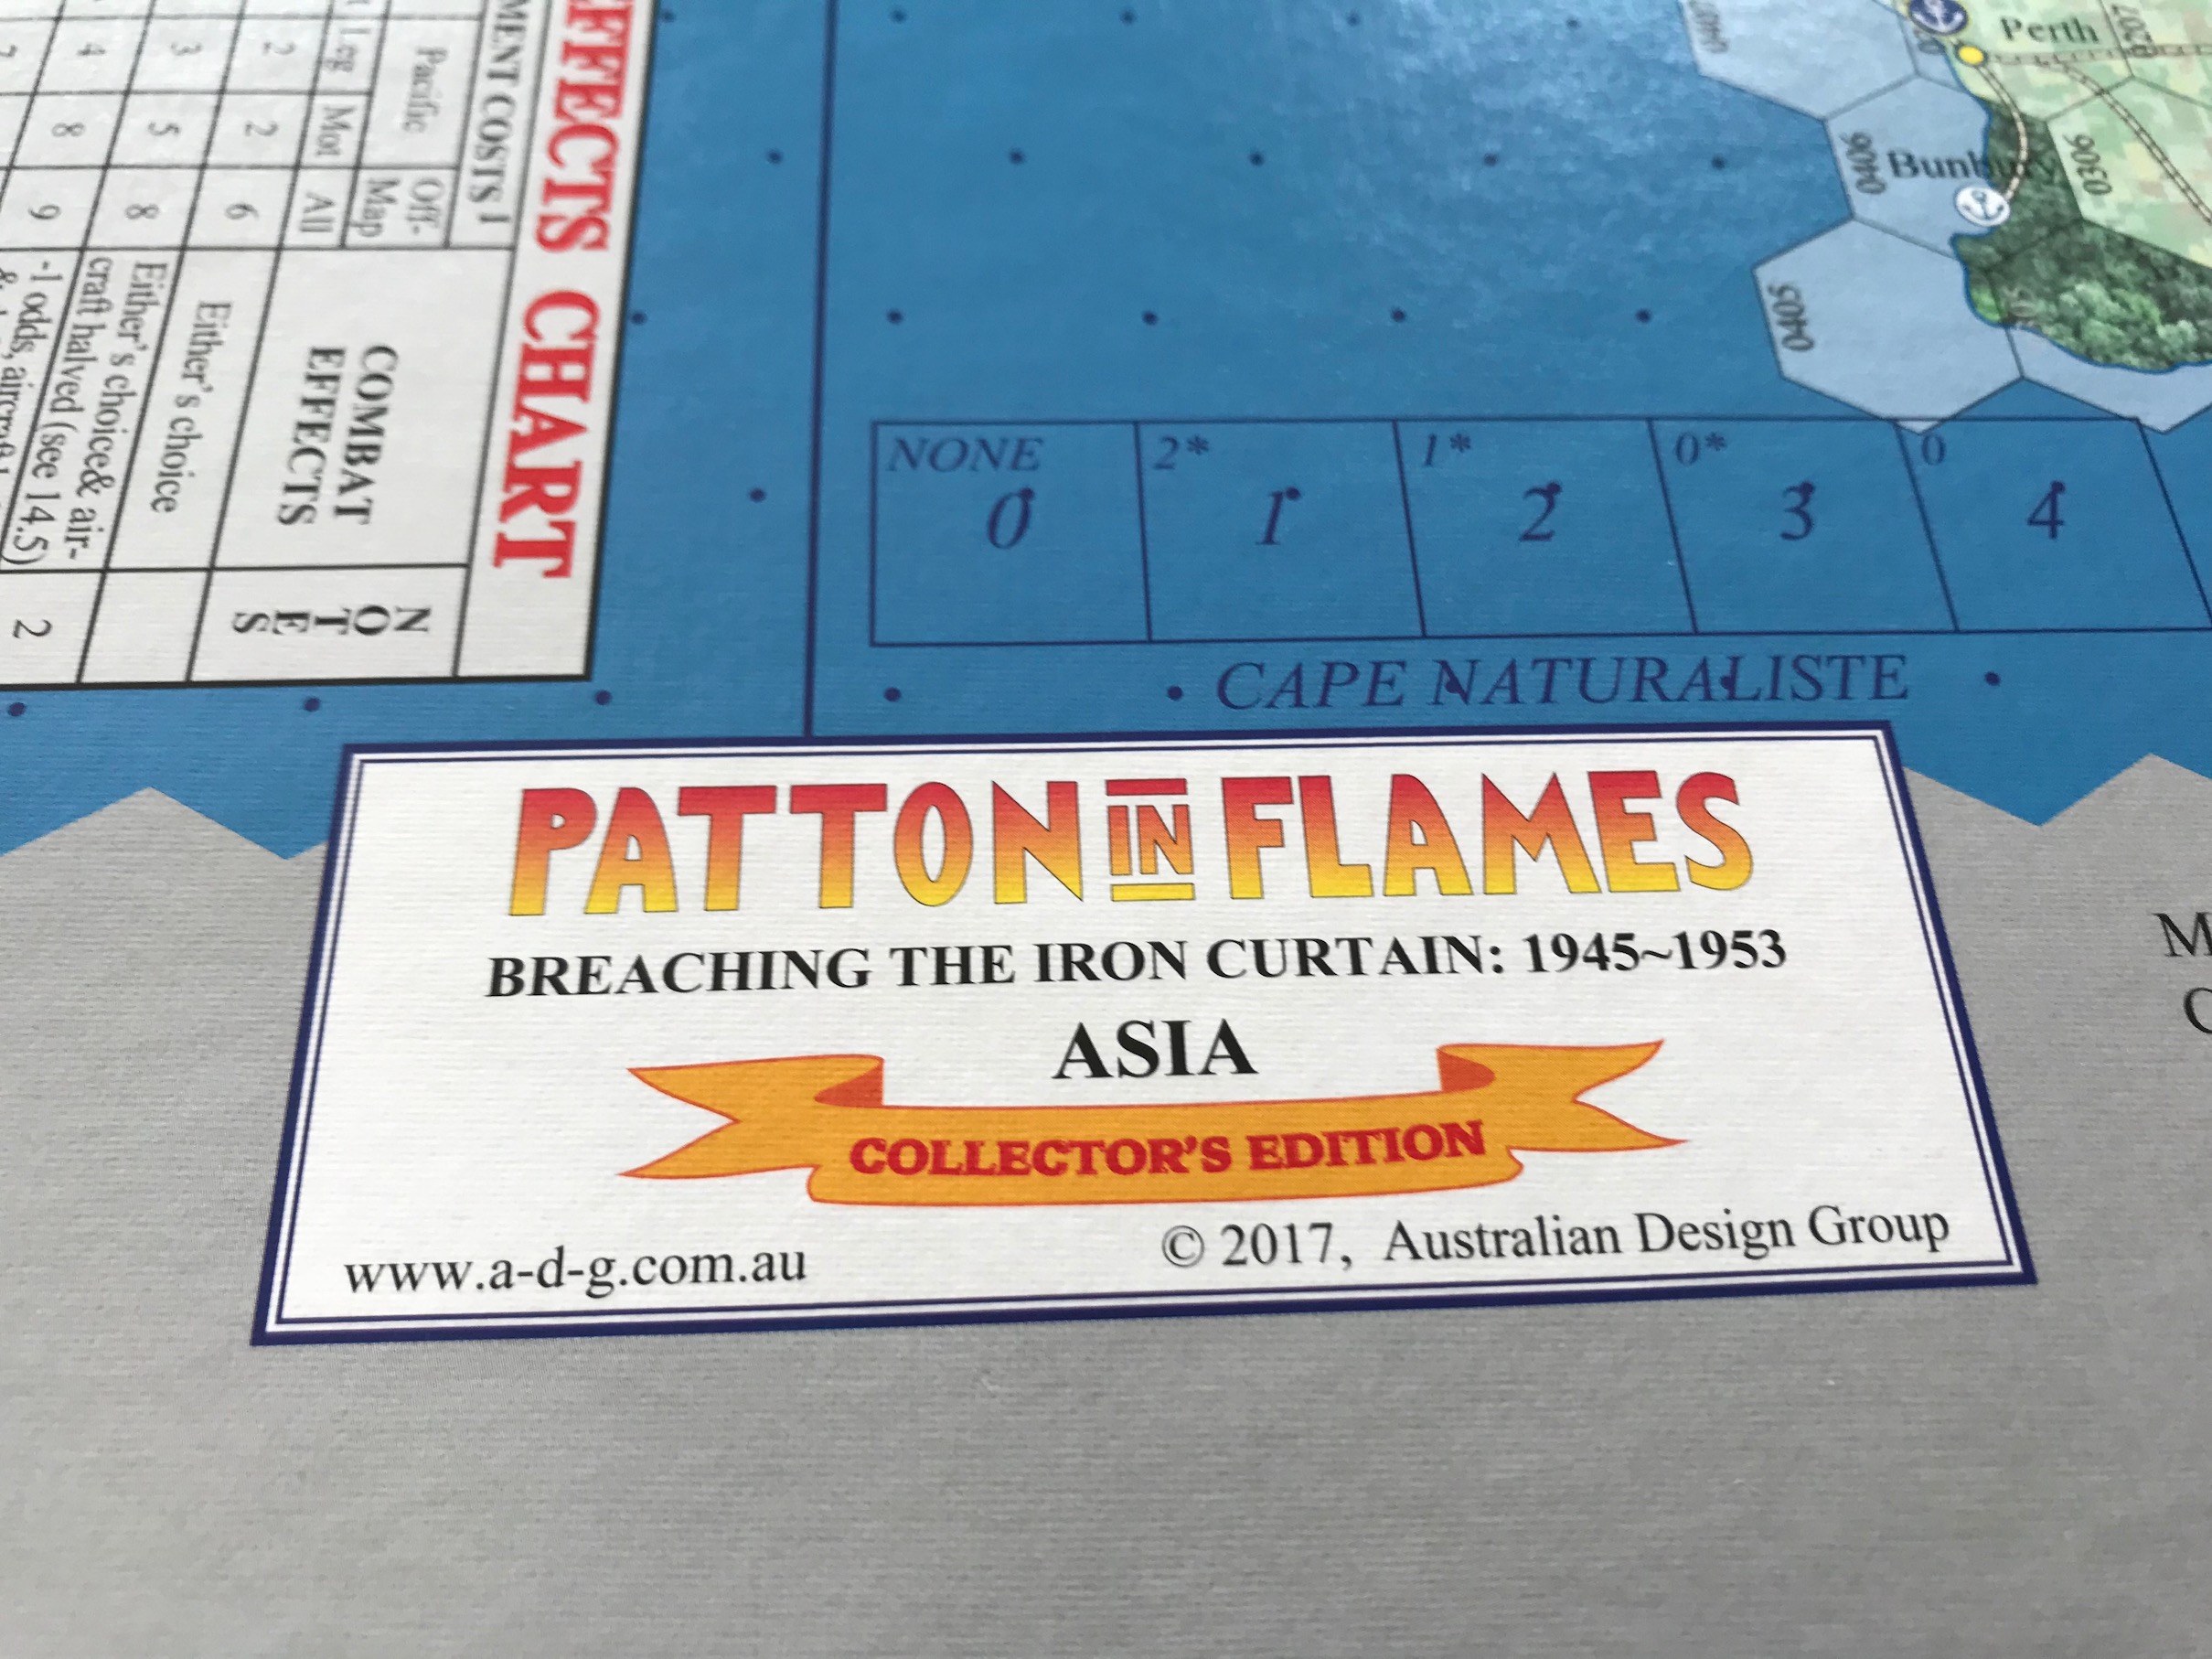 EFFECTS CHART
MENT COSTS 1
Pacific
Off-
Map
Leg
Mot
All
COMBAT
EFFECTS
NOTES
2
2
6
Either's choice
3
5
8
Either's choice& air-
craft halved (see 14.5)
4
8
9
-1 odds,
2
Perth
0207
0406
Bunbury
0306
0405
NONE
0
2*
1
1*
2
0*
3
0
4
CAPE NATURALISTE
PATTON IN FLAMES
BREACHING THE IRON CURTAIN: 1945~1953
ASIA
COLLECTOR'S EDITION
www.a-d-g.com.au
© 2017, Australian Design Group